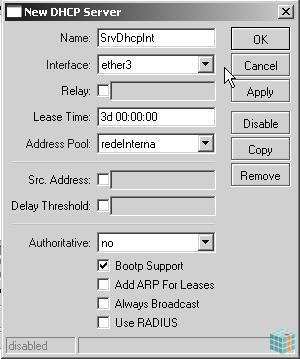 New DHCP Server
Name: SrvDhcpInt
OK
Interface: ether3
Cancel
Relay:
Apply
Lease Time: 3d 00:00:00
Disable
Address Pool: redeInterna
Copy
Src. Address:
Remove
Delay Threshold:
Authoritative: no
Bootp Support
Add ARP For Leases
Always Broadcast
Use RADIUS
disabled